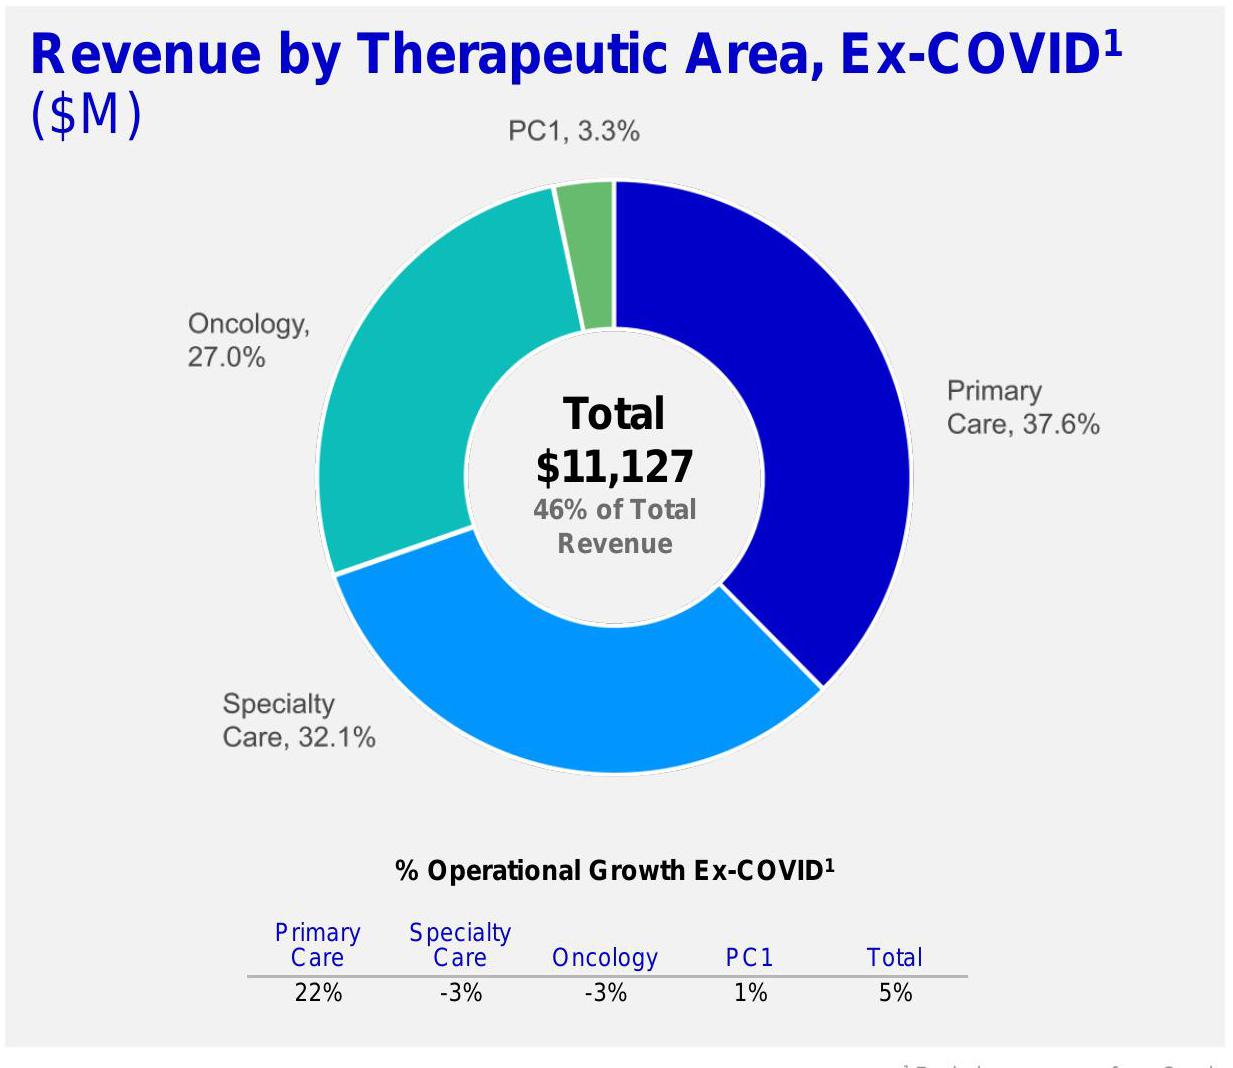 Revenue by Therapeutic Area, Ex-COVID¹
($M)
PC1, 3.3%
Oncology,
27.0%
Primary
Care, 37.6%
Total
$11,127
46% of Total
Revenue
Specialty
Care, 32.1%
% Operational Growth Ex-COVID¹
Primary Care Specialty Care Oncology PC1 Total
22% -3% -3% 1% 5%